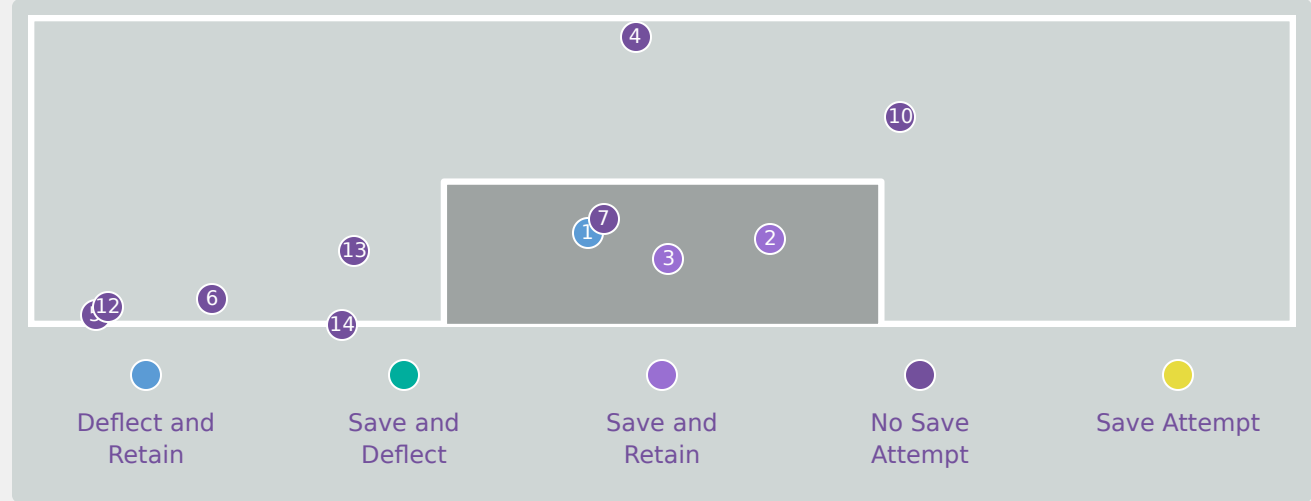 4
10
7
1
2
13
3
6
12
14
Deflect and
Retain
Save and
Deflect
Save and
Retain
No Save
Attempt
Save Attempt